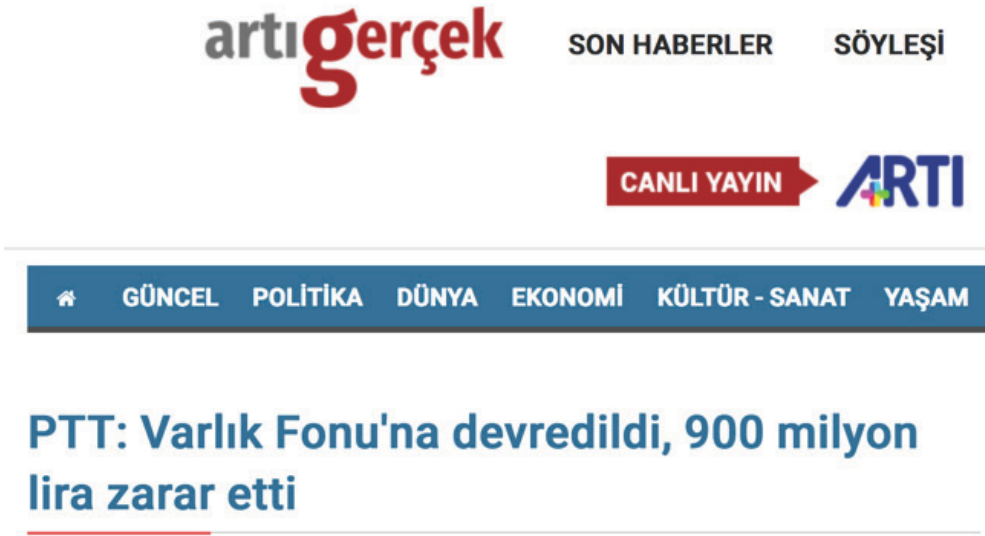 artıgerçek SON HABERLER SÖYLEŞİ
CANLI YAYIN ARTI
GÜNCEL POLİTİKA DÜNYA EKONOMİ KÜLTÜR - SANAT YAŞAM
PTT: Varlık Fonu'na devredildi, 900 milyon
lira zarar etti